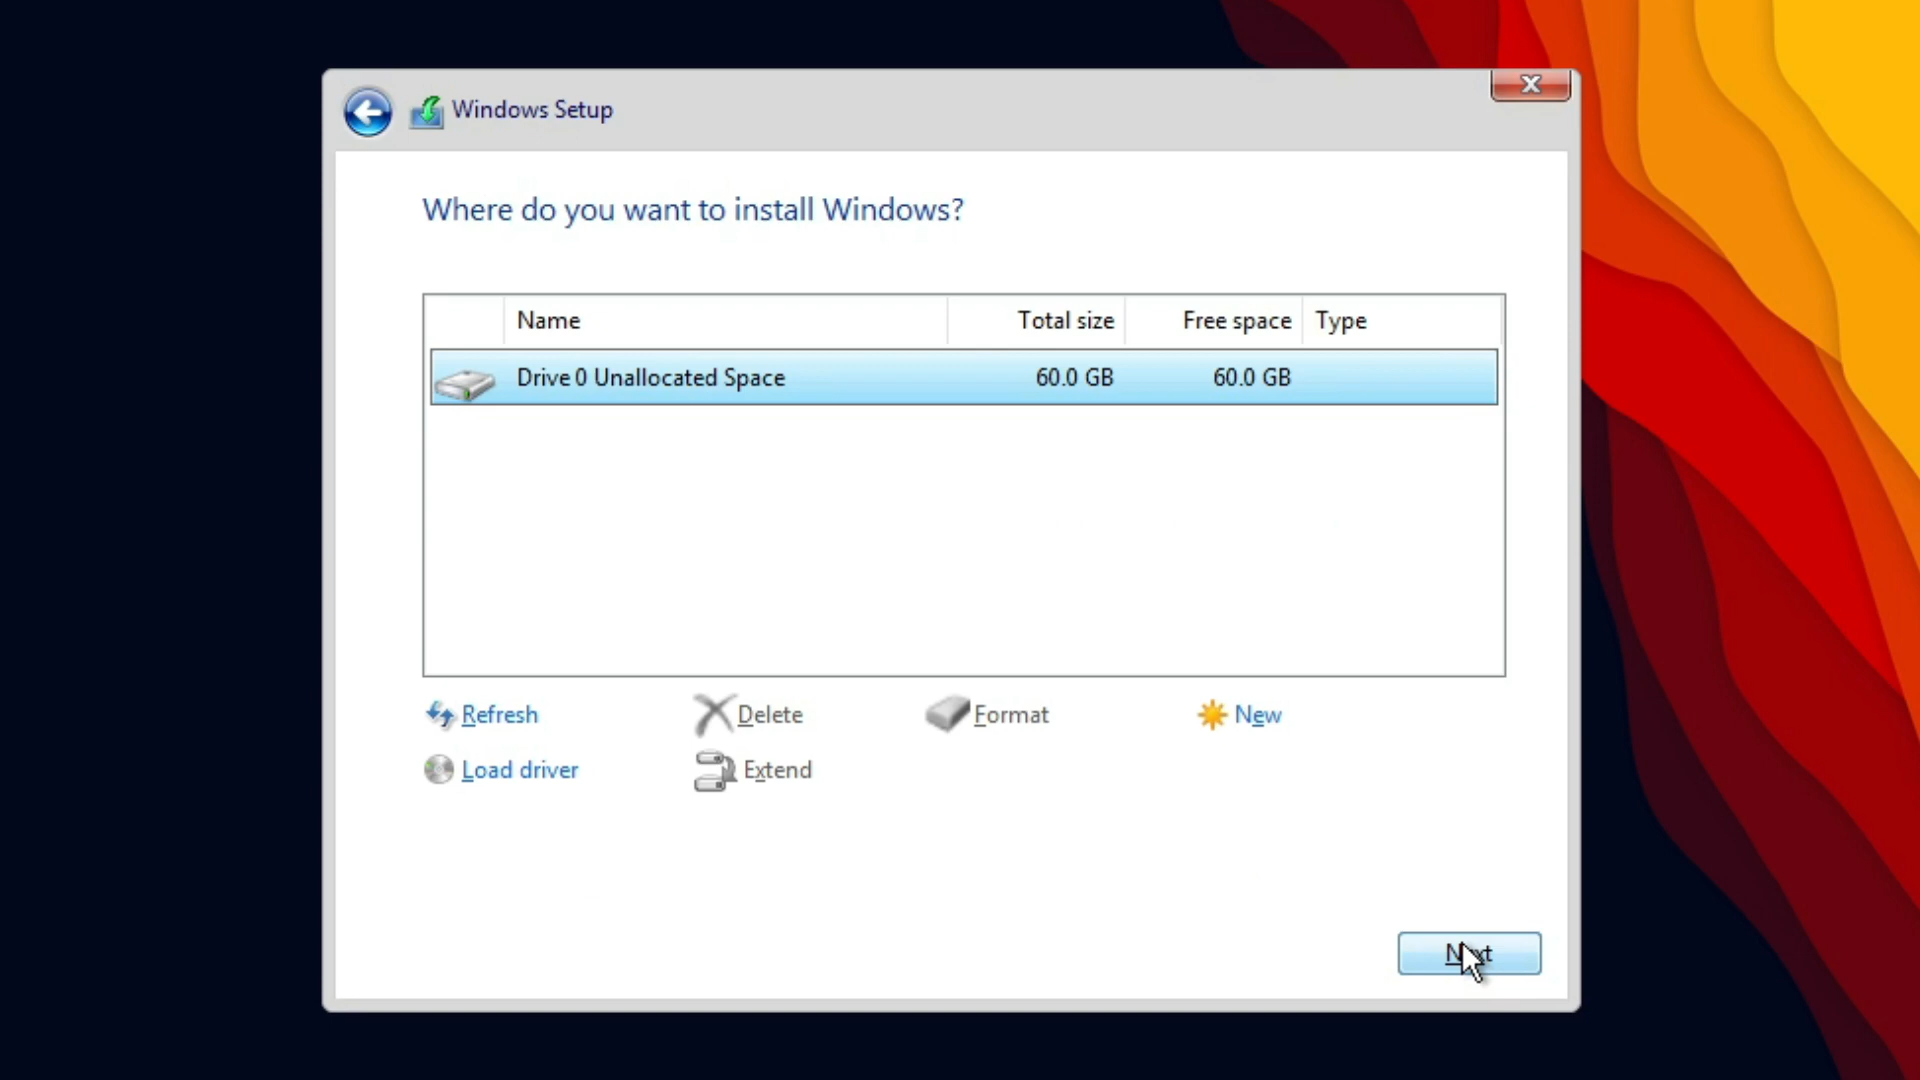 Windows Setup
Where do you want to install Windows?
Name Total size Free space Type
Drive 0 Unallocated Space 60.0 GB 60.0 GB
Refresh Delete Format New
Load driver Extend
Next